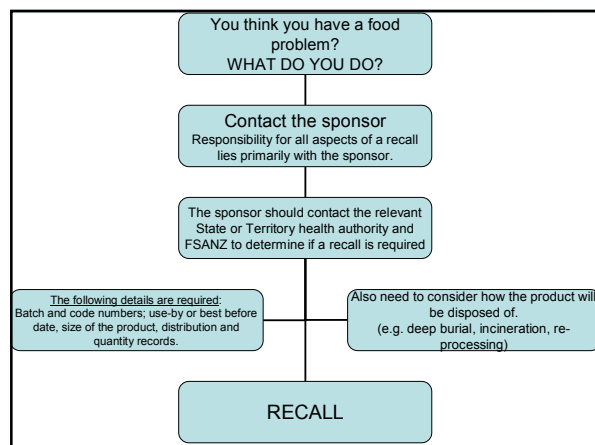 You think you have a food
problem?
WHAT DO YOU DO?
Contact the sponsor
Responsibility for all aspects of a recall
lies primarily with the sponsor.
The sponsor should contact the relevant
State or Territory health authority and
FSANZ to determine if a recall is required
The following details are required:
Batch and code numbers; use-by or best before
date, size of the product, distribution and
quantity records.
Also need to consider how the product will
be disposed of.
(e.g. deep burial, incineration, re-
processing)
RECALL